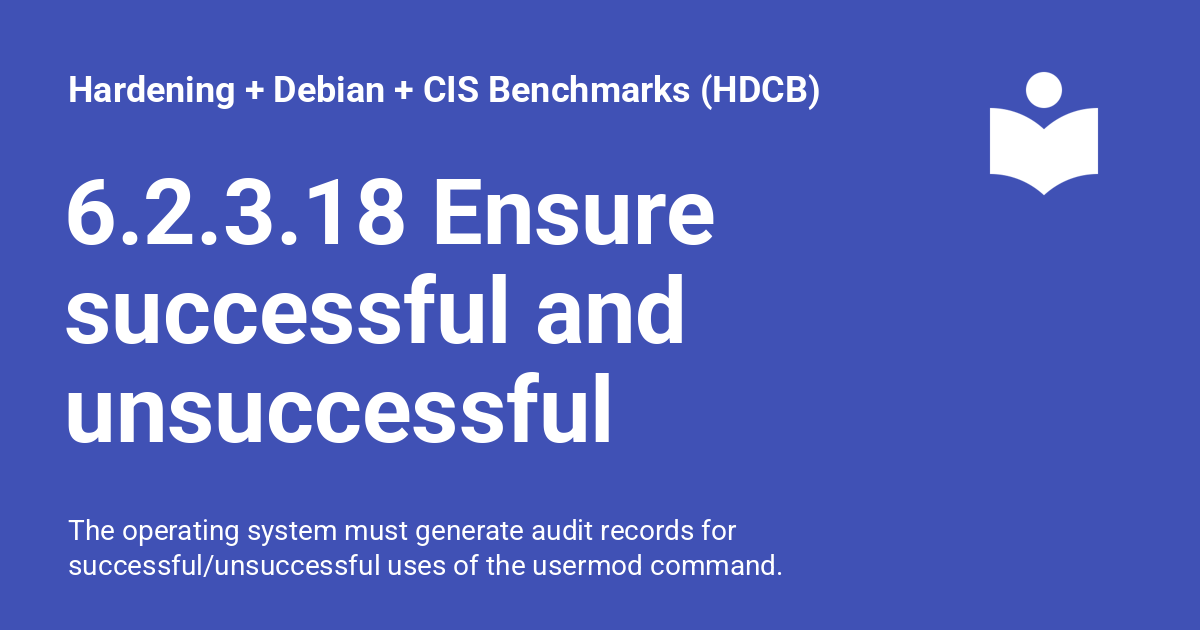 Hardening + Debian + CIS Benchmarks (HDCB)
6.2.3.18 Ensure
successful and
unsuccessful
The operating system must generate audit records for
successful/unsuccessful uses of the usermod command.